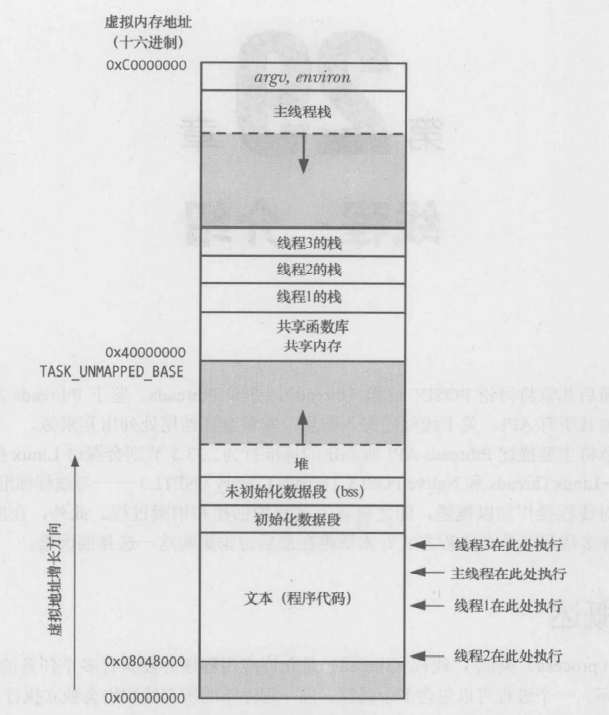 虚拟内存地址
（十六进制）
0xC0000000
argv, environ
主线程栈
线程3的栈
线程2的栈
线程1的栈
共享函数库
共享内存
0x40000000
TASK_UNMAPPED_BASE
堆
未初始化数据段（bss）
初始化数据段
线程3在此处执行
主线程在此处执行
文本（程序代码）
线程1在此处执行
线程2在此处执行
0x08048000
0x00000000
虚拟地址增长方向